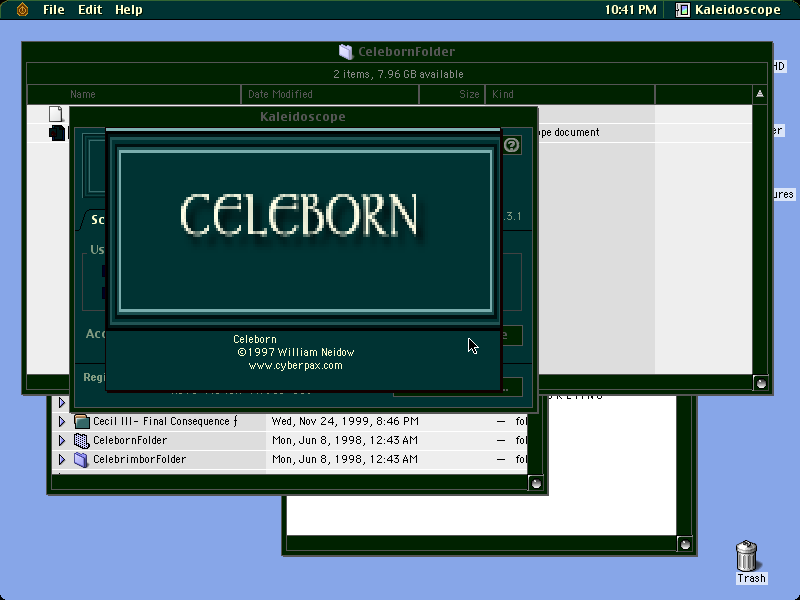 File Edit Help 10:41 PM Kaleidoscope
CelebornFolder
2 items, 7.96 GB available
Name Date Modified Size Kind
HD
Kaleidoscope
ope document
er
ures
CELEBORN
Sc
.3.1
Us
Acc
e
Celeborn
©1997 William Neidow
www.cyberpax.com
Regi
Cecil III- Final Consequence ƒ Wed, Nov 24, 1999, 8:46 PM — fol
CelebornFolder Mon, Jun 8, 1998, 12:43 AM — fol
CelebrimborFolder Mon, Jun 8, 1998, 12:43 AM — fol
Trash